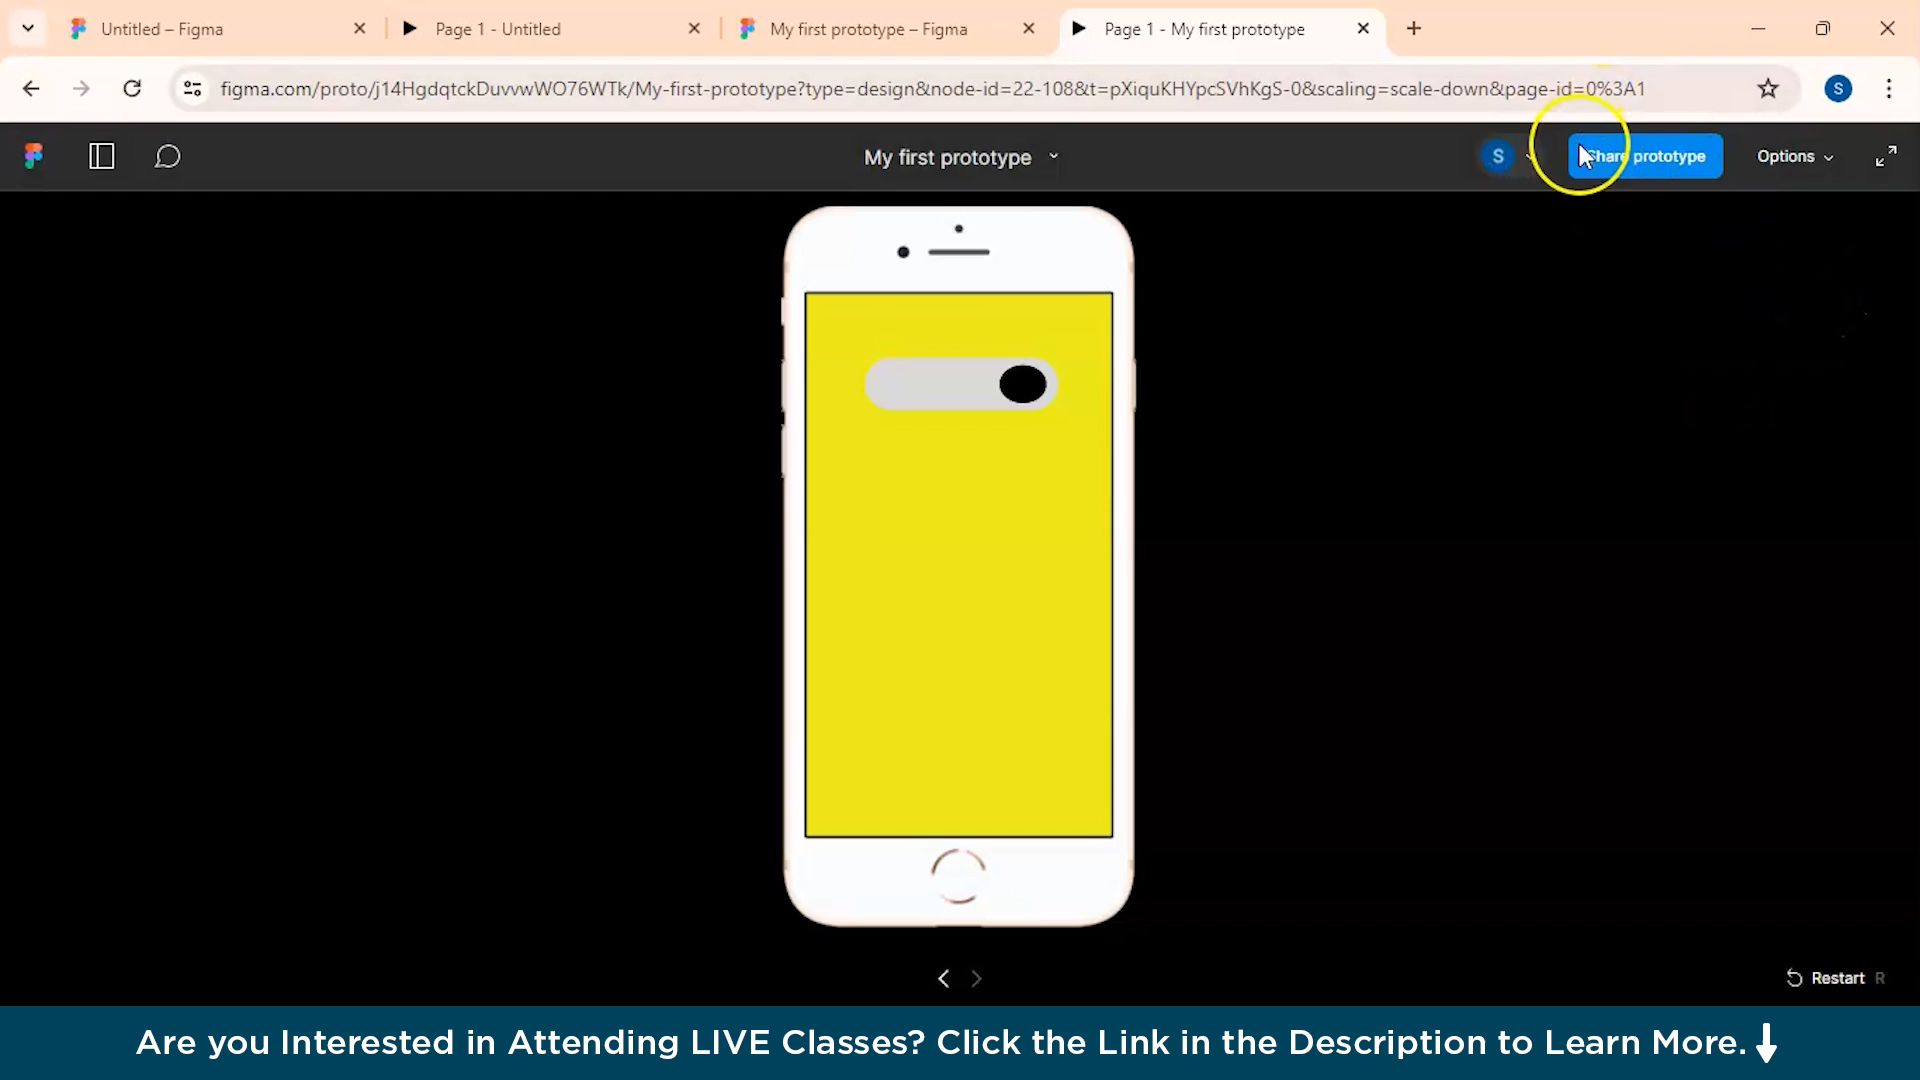 Untitled – Figma
Page 1 - Untitled
My first prototype – Figma
Page 1 - My first prototype
figma.com/proto/j14HgdqtckDuvvwWO76WTk/My-first-prototype?type=design&node-id=22-108&t=pXiquKHYpcSVhKgS-0&scaling=scale-down&page-id=0%3A1
S
My first prototype
S
Share prototype
Options
Restart R
Are you Interested in Attending LIVE Classes? Click the Link in the Description to Learn More.